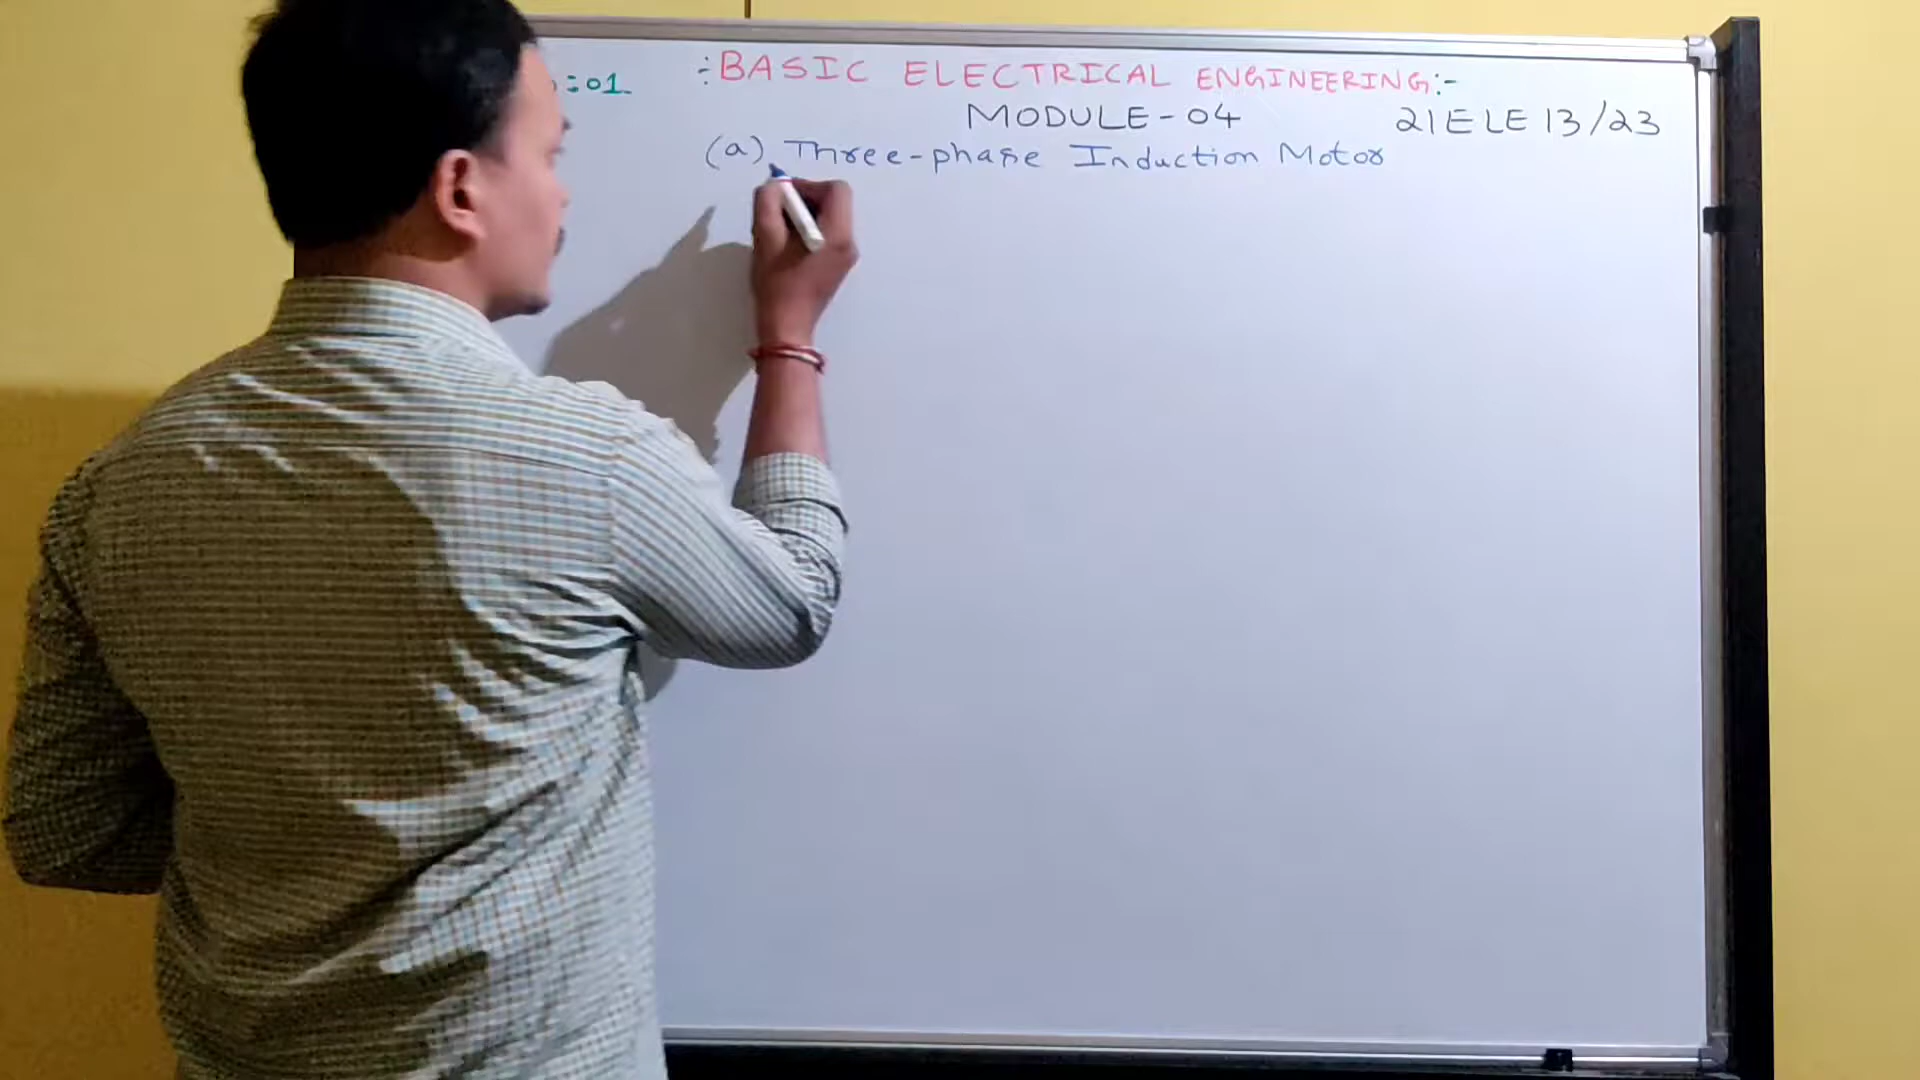 :01 :-BASIC ELECTRICAL ENGINEERING:-
MODULE-04 21ELE13/23
(a) Three-phase Induction Motor